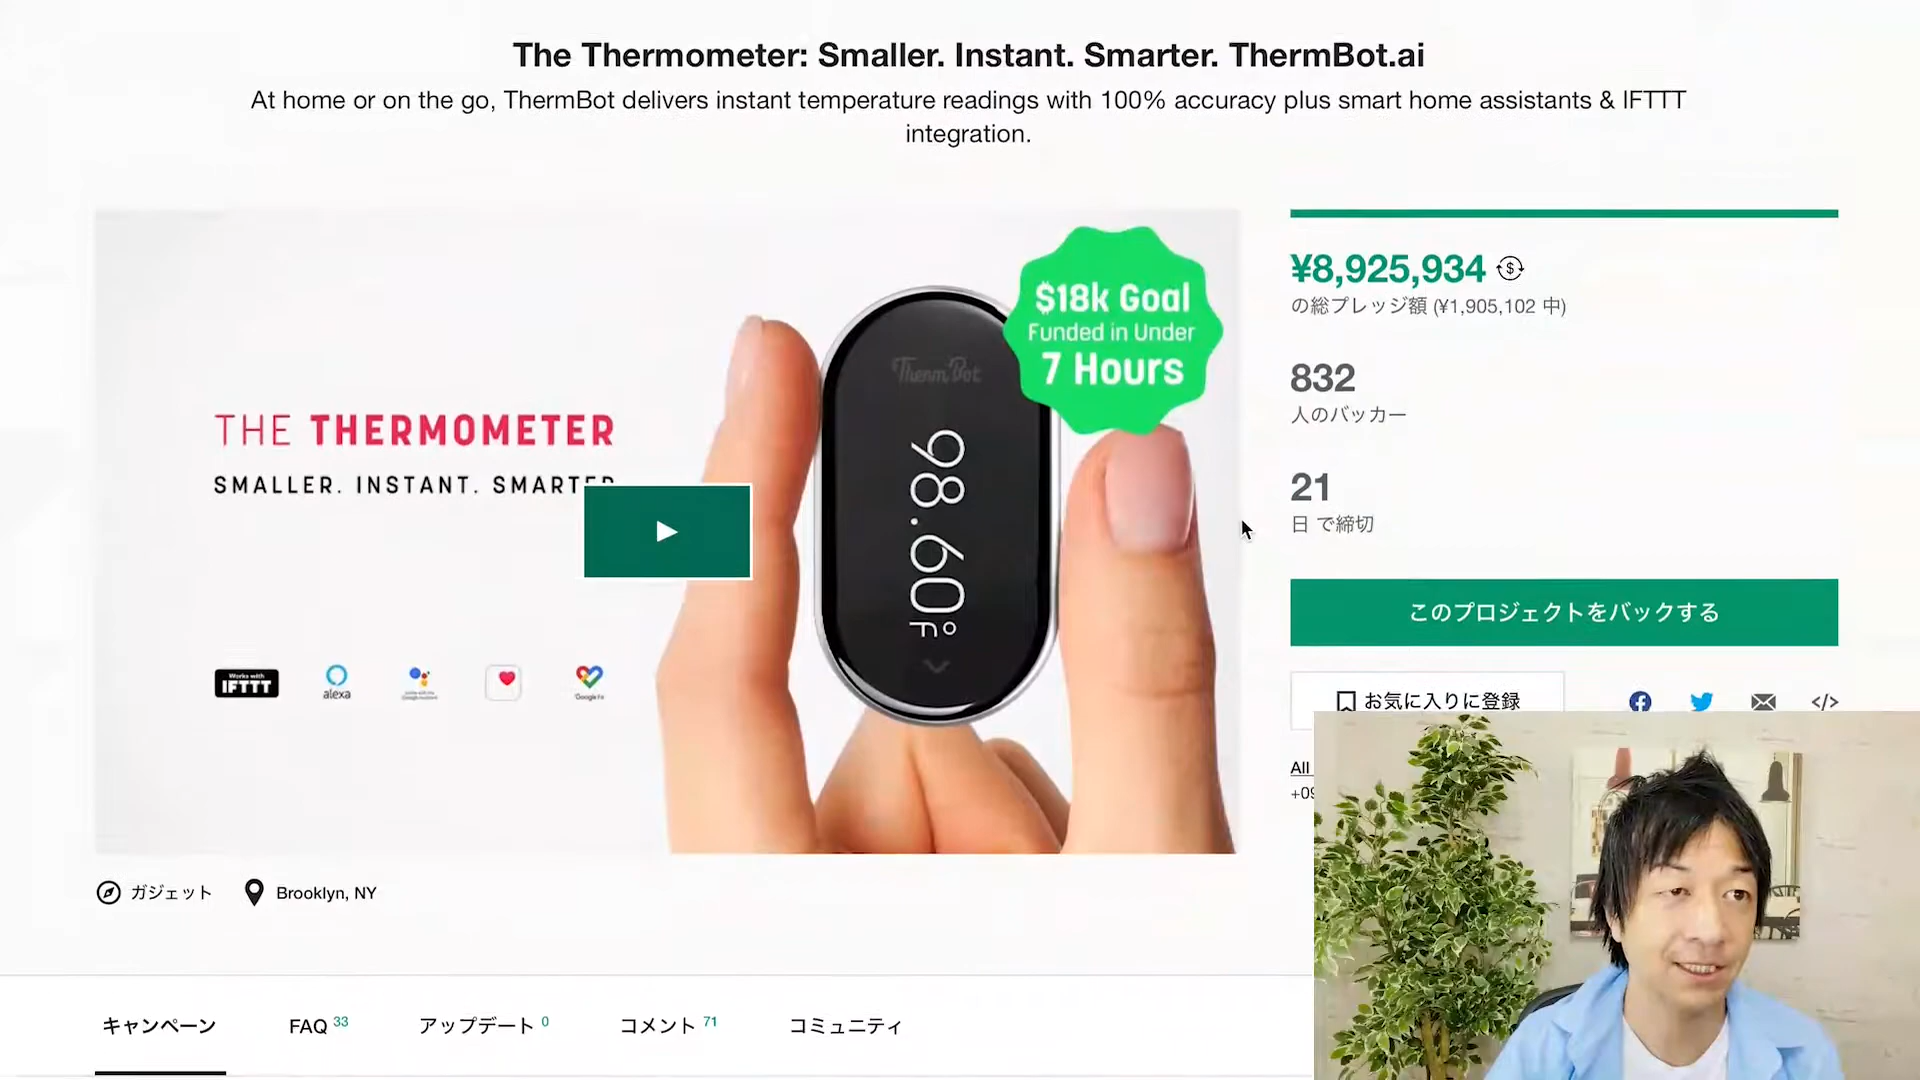 The Thermometer: Smaller. Instant. Smarter. ThermBot.ai
At home or on the go, ThermBot delivers instant temperature readings with 100% accuracy plus smart home assistants & IFTTT
integration.
THE THERMOMETER
SMALLER. INSTANT. SMARTER
Works with
IFTTT
alexa
Google Fit
ThermBot
98.60°F
$18k Goal
Funded in Under
7 Hours
¥8,925,934
の総プレッジ額 (¥1,905,102 中)
832
人のバッカー
21
日 で締切
このプロジェクトをバックする
お気に入りに登録
</>
All
ガジェット
Brooklyn, NY
キャンペーン
FAQ 33
アップデート 0
コメント 71
コミュニティ